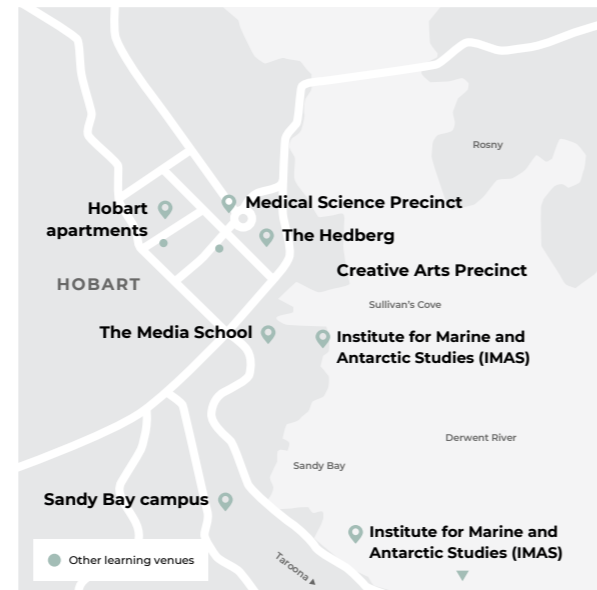 Rosny
Medical Science Precinct
Hobart
apartments
The Hedberg
Creative Arts Precinct
HOBART
Sullivan's Cove
The Media School
Institute for Marine and
Antarctic Studies (IMAS)
Derwent River
Sandy Bay
Sandy Bay campus
Institute for Marine and
Antarctic Studies (IMAS)
Other learning venues
Taroona